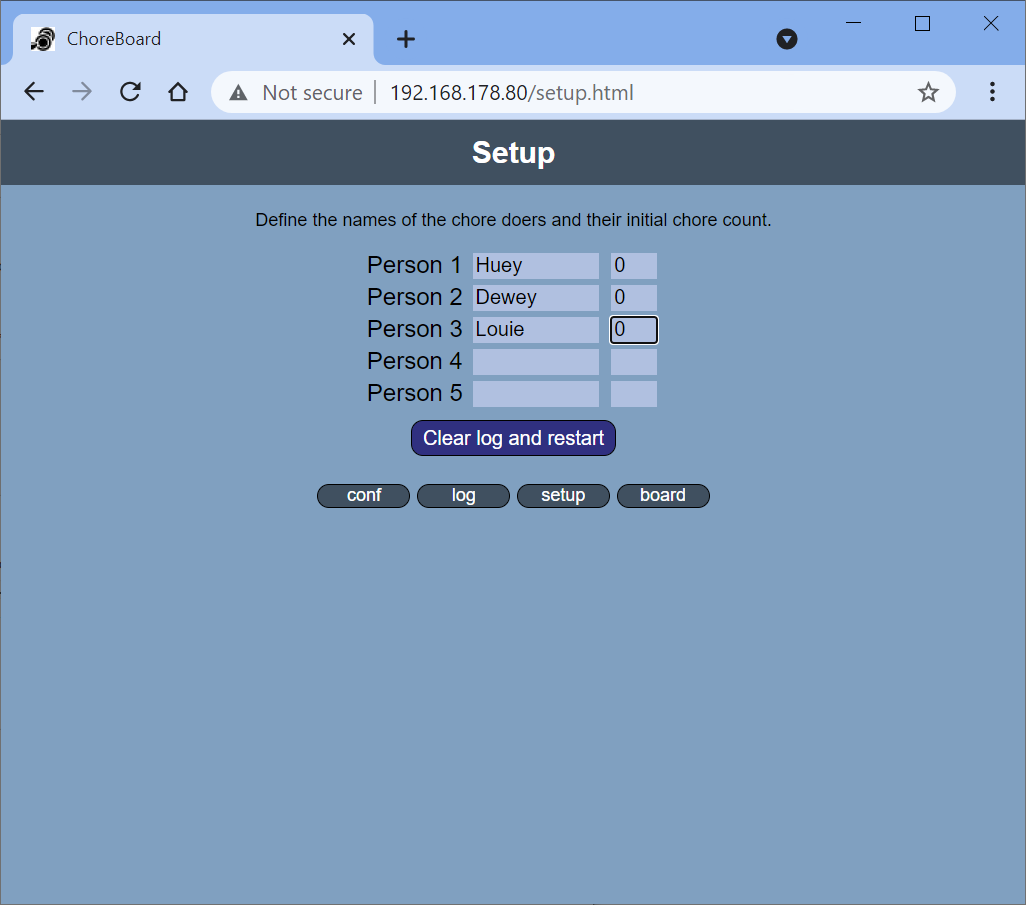 ChoreBoard
Not secure 192.168.178.80/setup.html
Setup
Define the names of the chore doers and their initial chore count.
Person 1 Huey 0
Person 2 Dewey 0
Person 3 Louie 0
Person 4
Person 5
Clear log and restart
conf log setup board